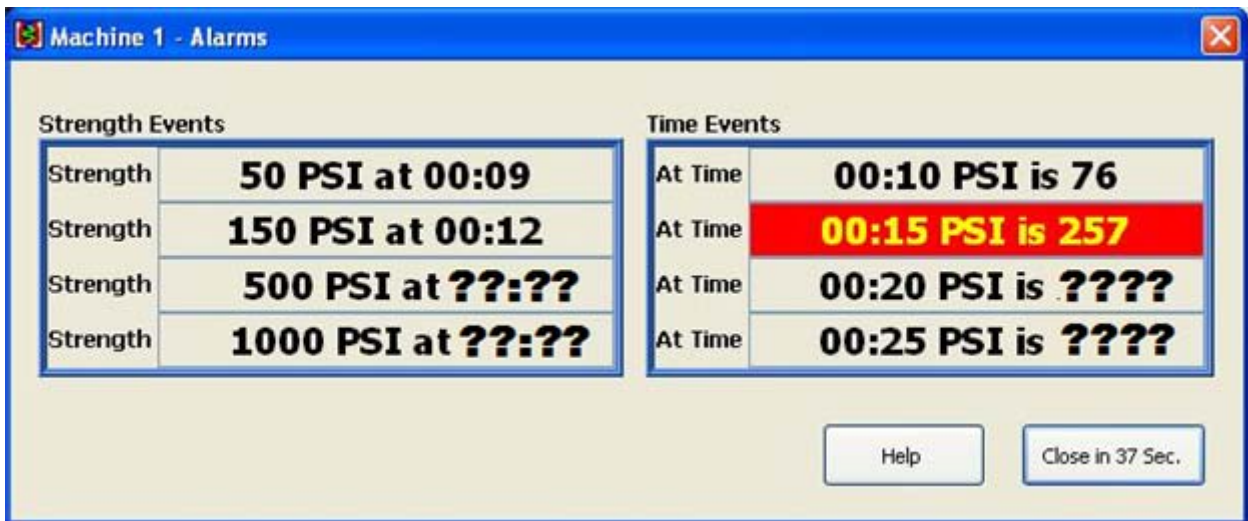 Machine 1 - Alarms
Strength Events
Strength 50 PSI at 00:09
Strength 150 PSI at 00:12
Strength 500 PSI at ??:??
Strength 1000 PSI at ??:??
Time Events
At Time 00:10 PSI is 76
At Time 00:15 PSI is 257
At Time 00:20 PSI is ????
At Time 00:25 PSI is ????
Help
Close in 37 Sec.